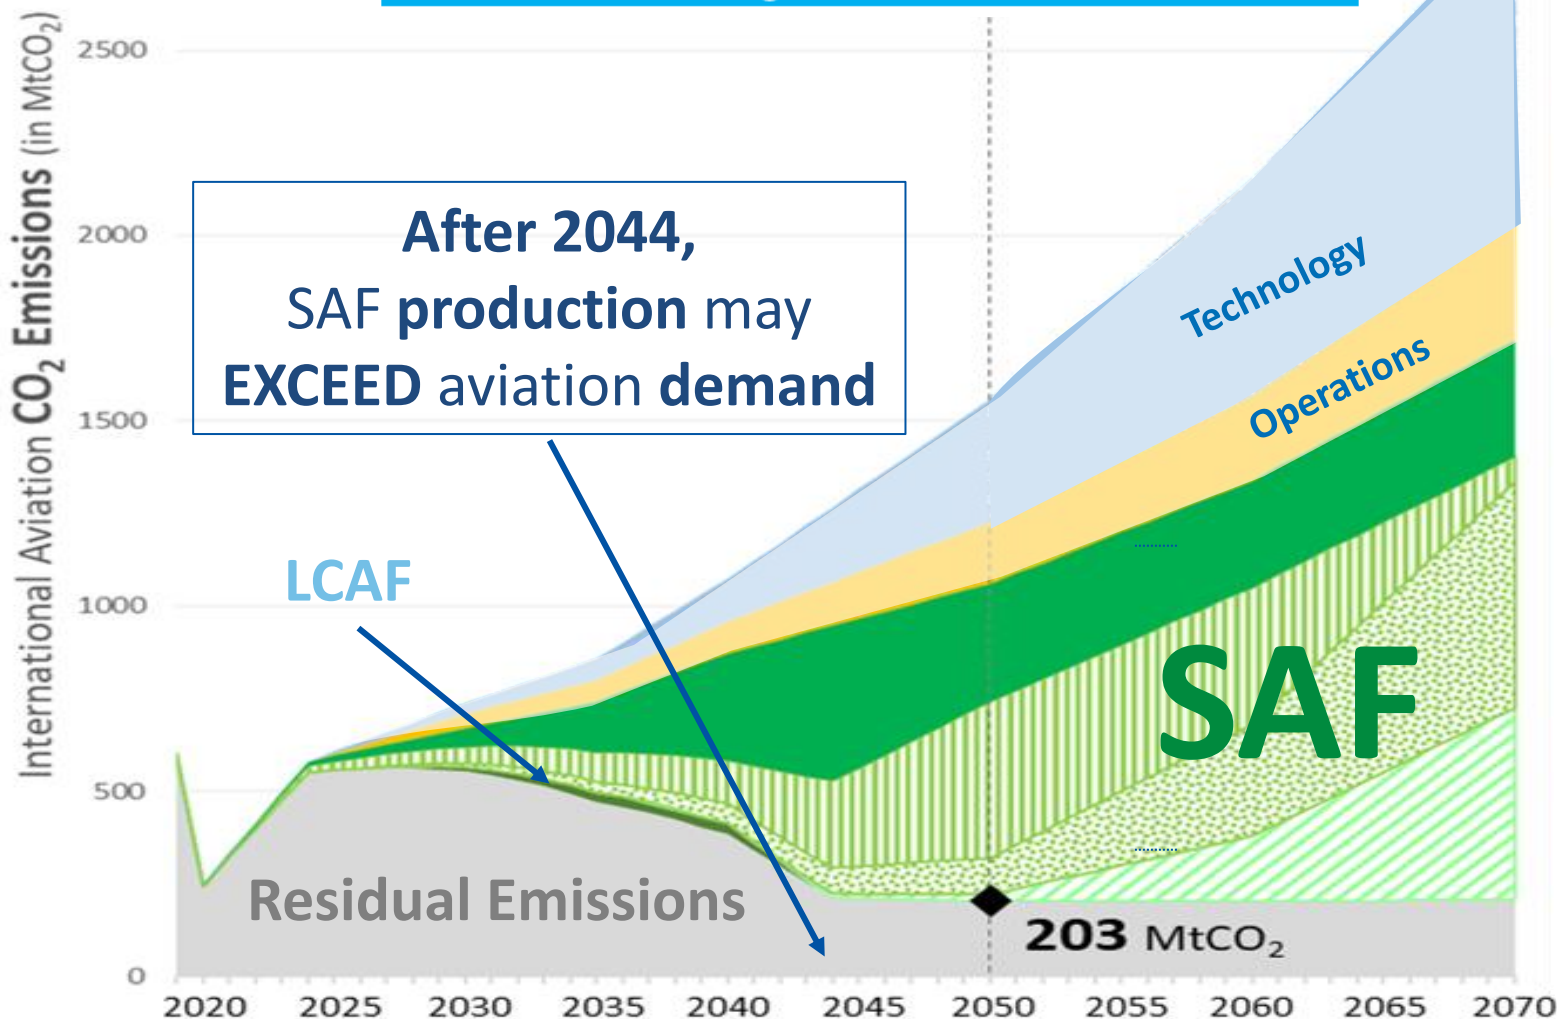 International Aviation CO₂ Emissions (in MtCO₂)
2500
2000
1500
1000
500
0
After 2044,
SAF production may
EXCEED aviation demand
LCAF
Technology
Operations
SAF
Residual Emissions
203 MtCO₂
2020 2025 2030 2035 2040 2045 2050 2055 2060 2065 2070